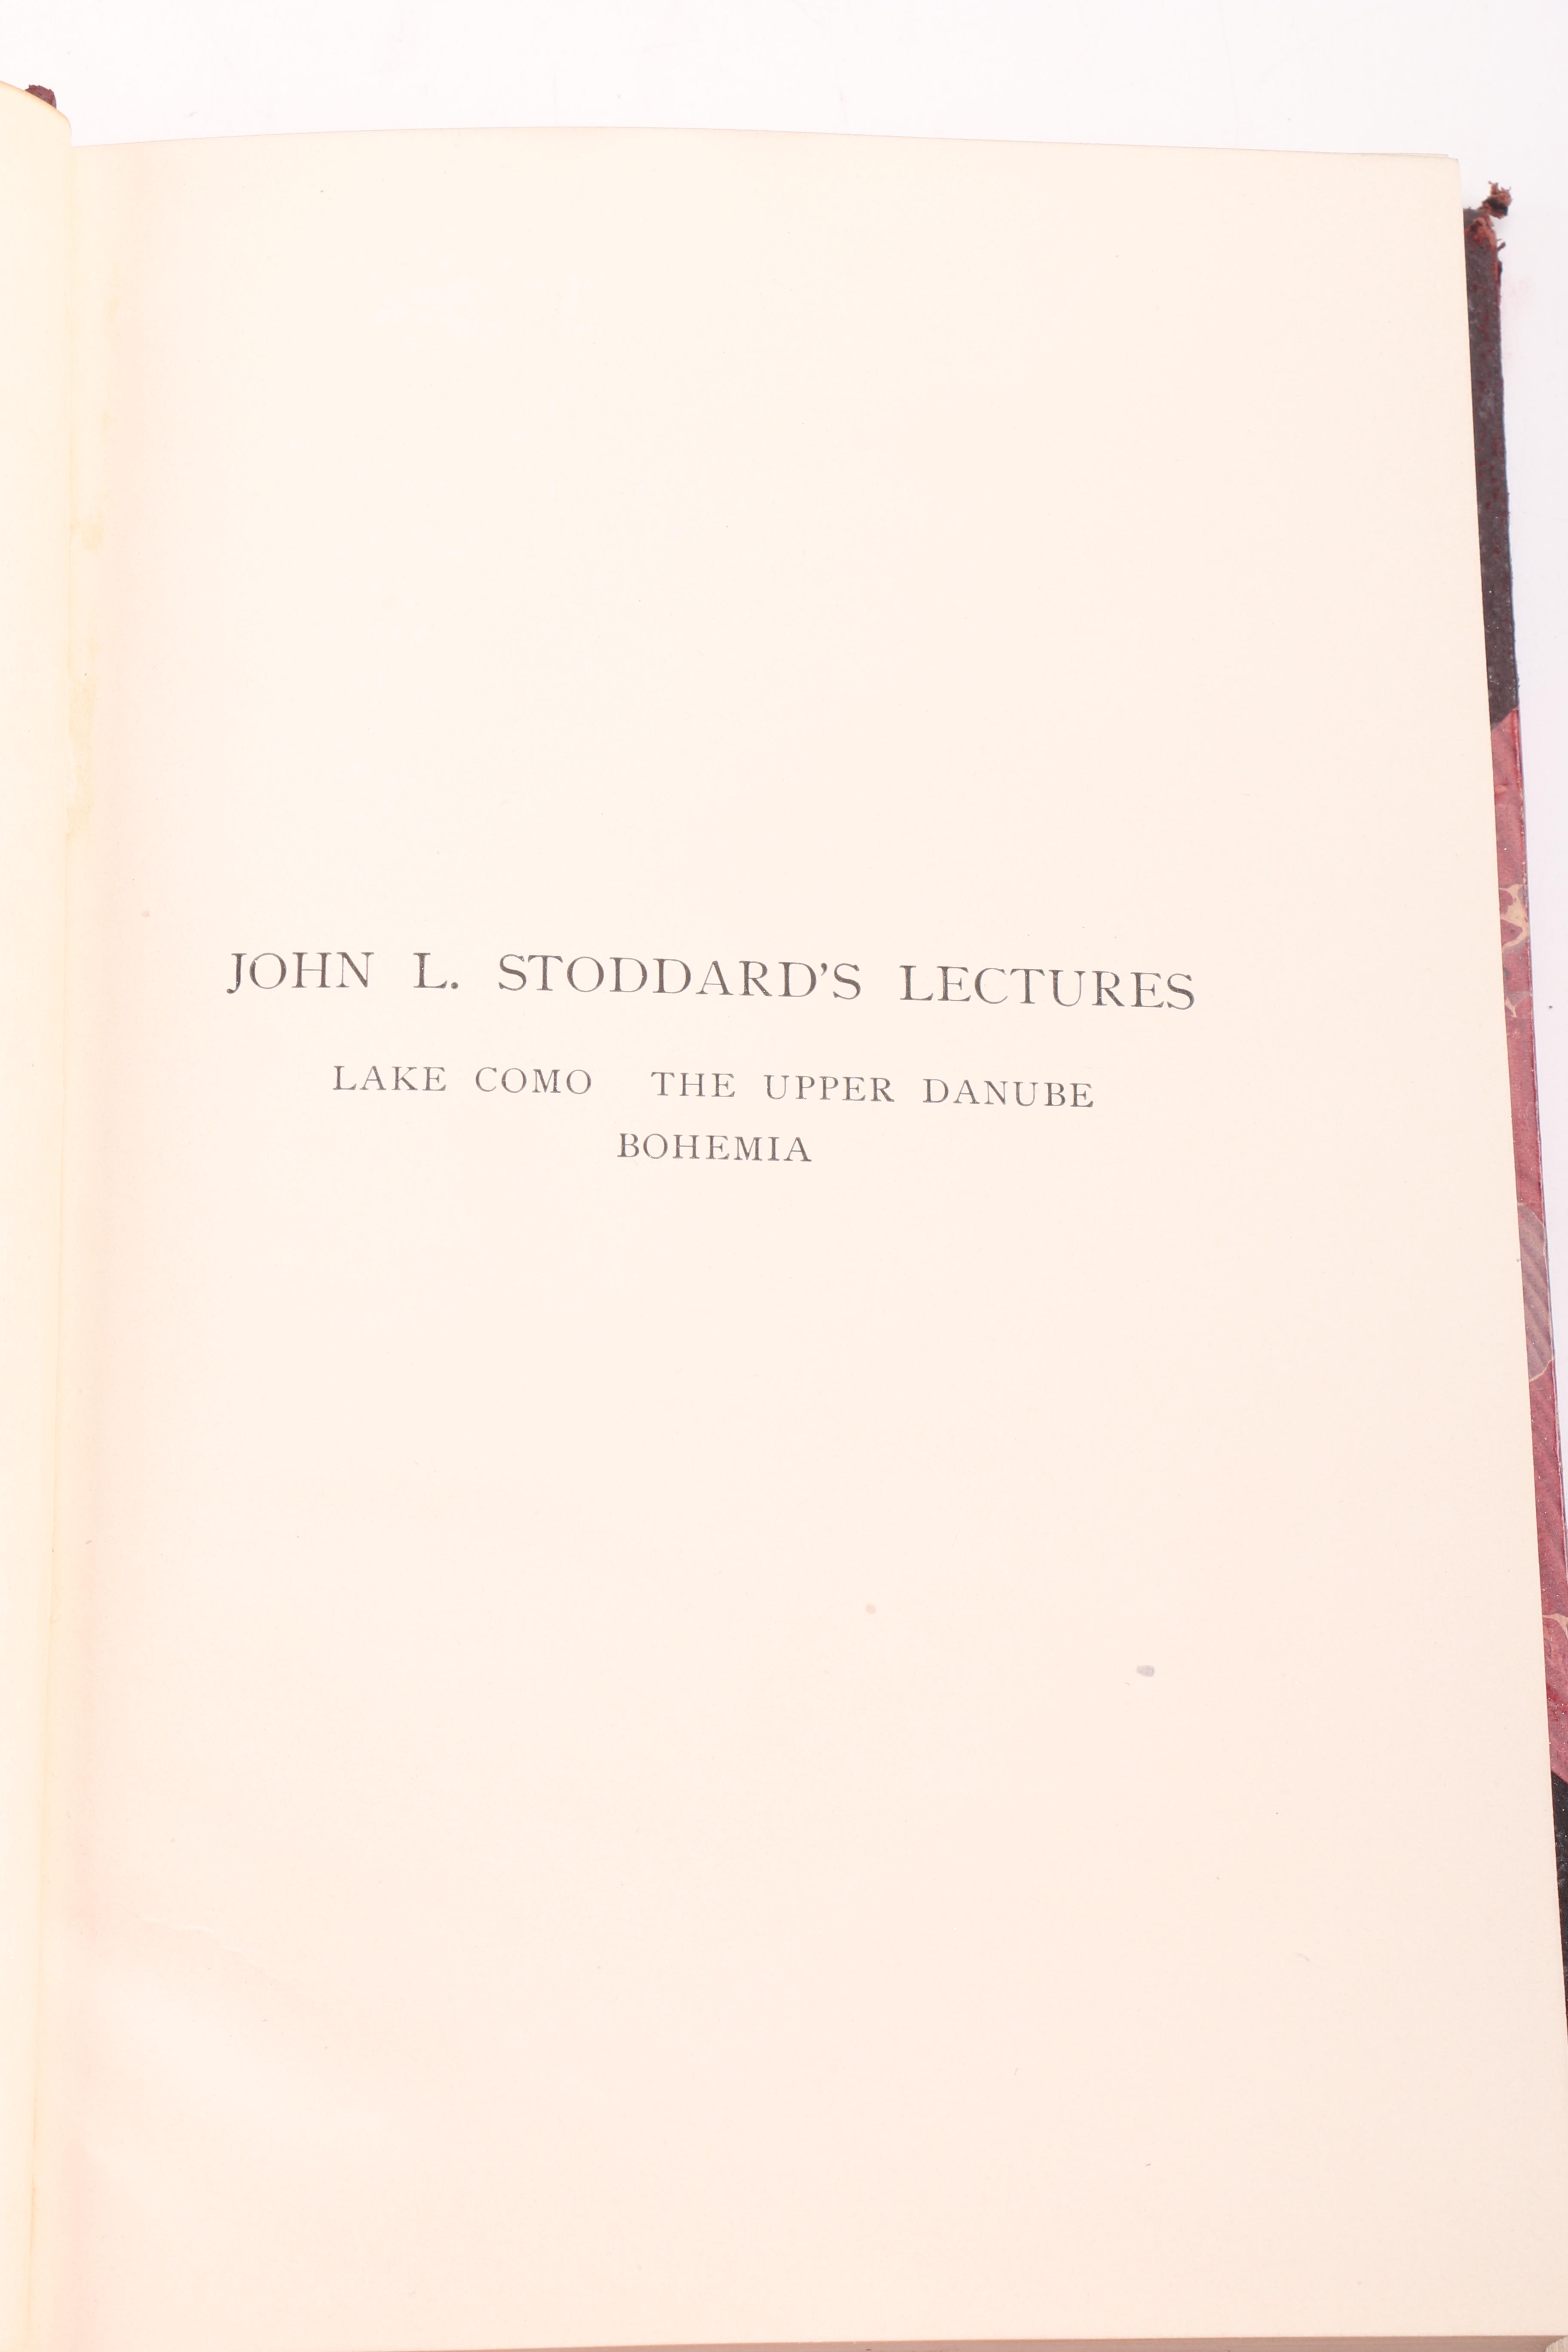 JOHN L. STODDARD'S LECTURES
LAKE COMO THE UPPER DANUBE
BOHEMIA